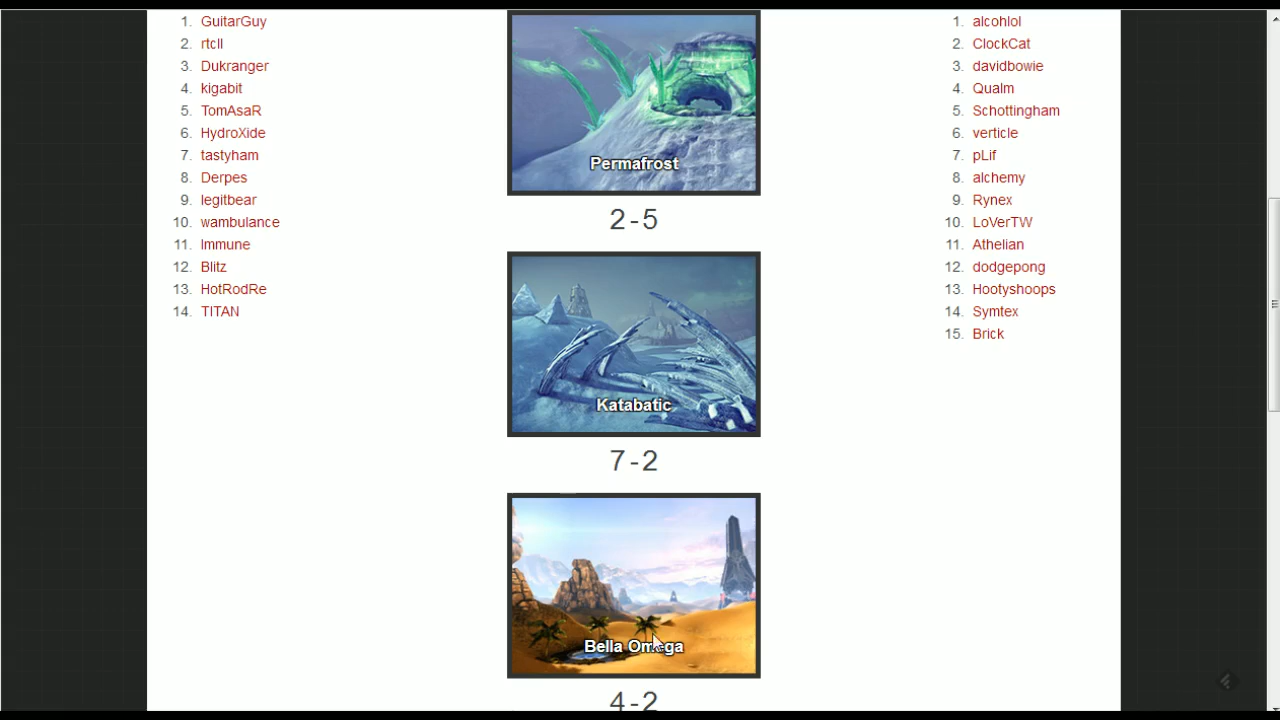 1. GuitarGuy
2. rtcll
3. Dukranger
4. kigabit
5. TomAsaR
6. HydroXide
7. tastyham
8. Derpes
9. legitbear
10. wambulance
11. Immune
12. Blitz
13. HotRodRe
14. TITAN
Permafrost
2 - 5
Katabatic
7 - 2
Bella Omega
4 - 2
1. alcohlol
2. ClockCat
3. davidbowie
4. Qualm
5. Schottingham
6. verticle
7. pLif
8. alchemy
9. Rynex
10. LoVerTW
11. Athelian
12. dodgepong
13. Hootyshoops
14. Symtex
15. Brick